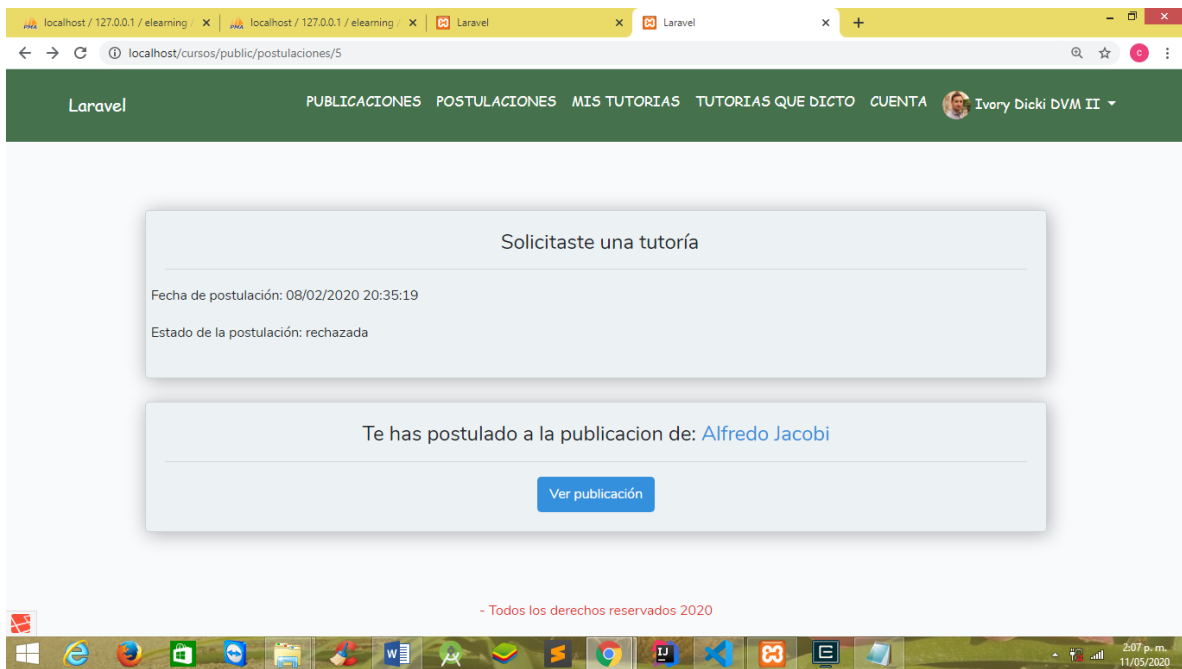 localhost / 127.0.0.1 / elearning /
localhost / 127.0.0.1 / elearning /
Laravel
Laravel
localhost/cursos/public/postulaciones/5
Laravel
PUBLICACIONES POSTULACIONES MIS TUTORIAS TUTORIAS QUE DICTO CUENTA Ivory Dicki DVM II
Solicitaste una tutoría
Fecha de postulación: 08/02/2020 20:35:19
Estado de la postulación: rechazada
Te has postulado a la publicacion de: Alfredo Jacobi
Ver publicación
- Todos los derechos reservados 2020
2:07 p. m.
11/05/2020